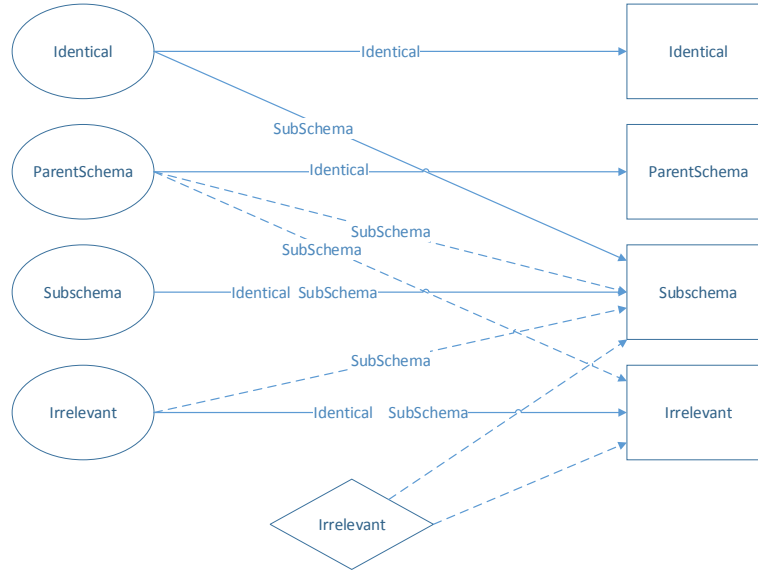 Identical
Identical
Identical
SubSchema
ParentSchema
Identical
ParentSchema
SubSchema
SubSchema
Subschema
Identical SubSchema
Subschema
SubSchema
Irrelevant
Identical SubSchema
Irrelevant
Irrelevant